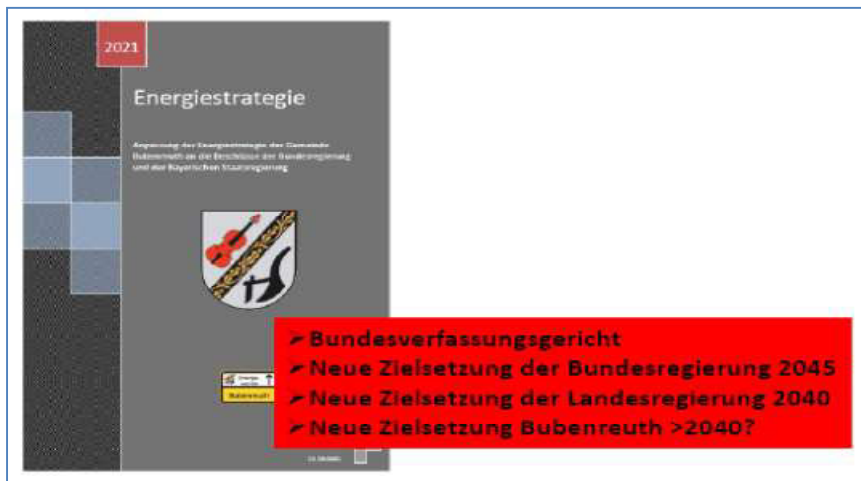 2021
Energiestrategie
Anpassung der Energiestrategie der Gemeinde
Bubenreuth an die Beschlüsse der Bundesregierung
und der Bayerischen Staatsregierung
Bubenreuth
➢ Bundesverfassungsgericht
➢ Neue Zielsetzung der Bundesregierung 2045
➢ Neue Zielsetzung der Landesregierung 2040
➢ Neue Zielsetzung Bubenreuth >2040?